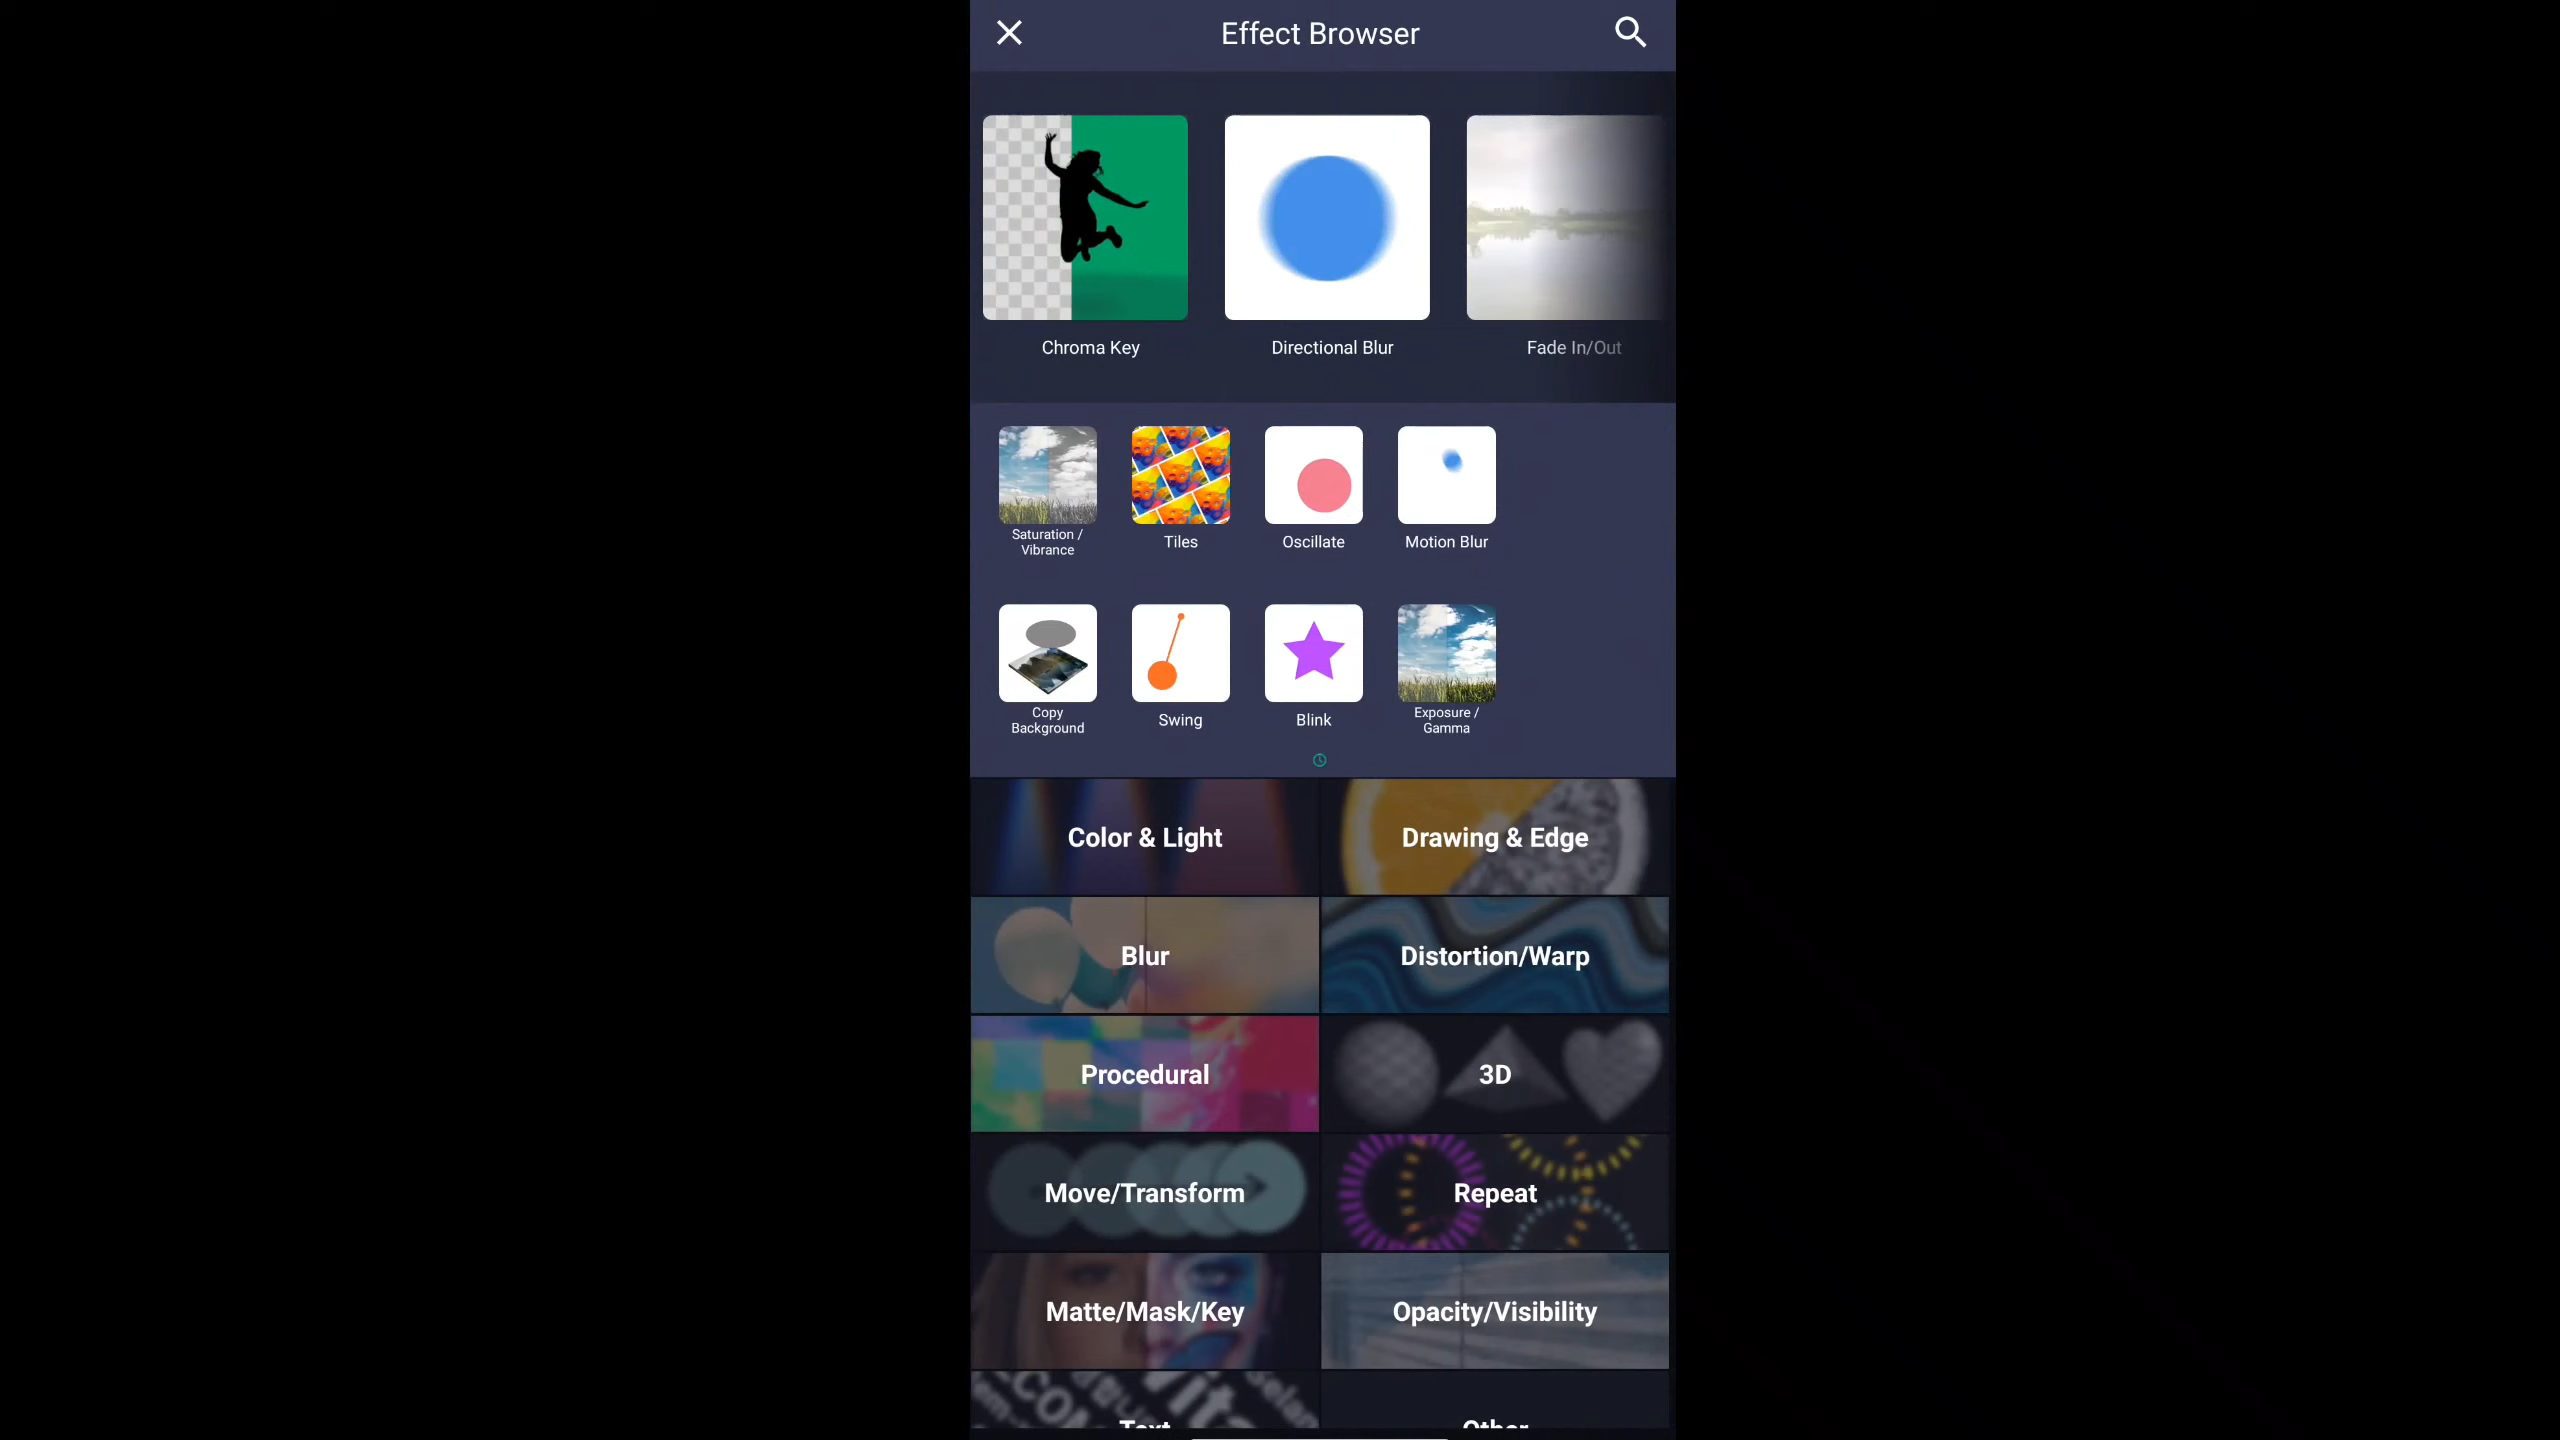 Effect Browser
Chroma Key
Directional Blur
Fade In/Out
Saturation /
Vibrance
Tiles
Oscillate
Motion Blur
Copy
Background
Swing
Blink
Exposure /
Gamma
Color & Light
Drawing & Edge
Blur
Distortion/Warp
Procedural
3D
Move/Transform
Repeat
Matte/Mask/Key
Opacity/Visibility
Text
Other